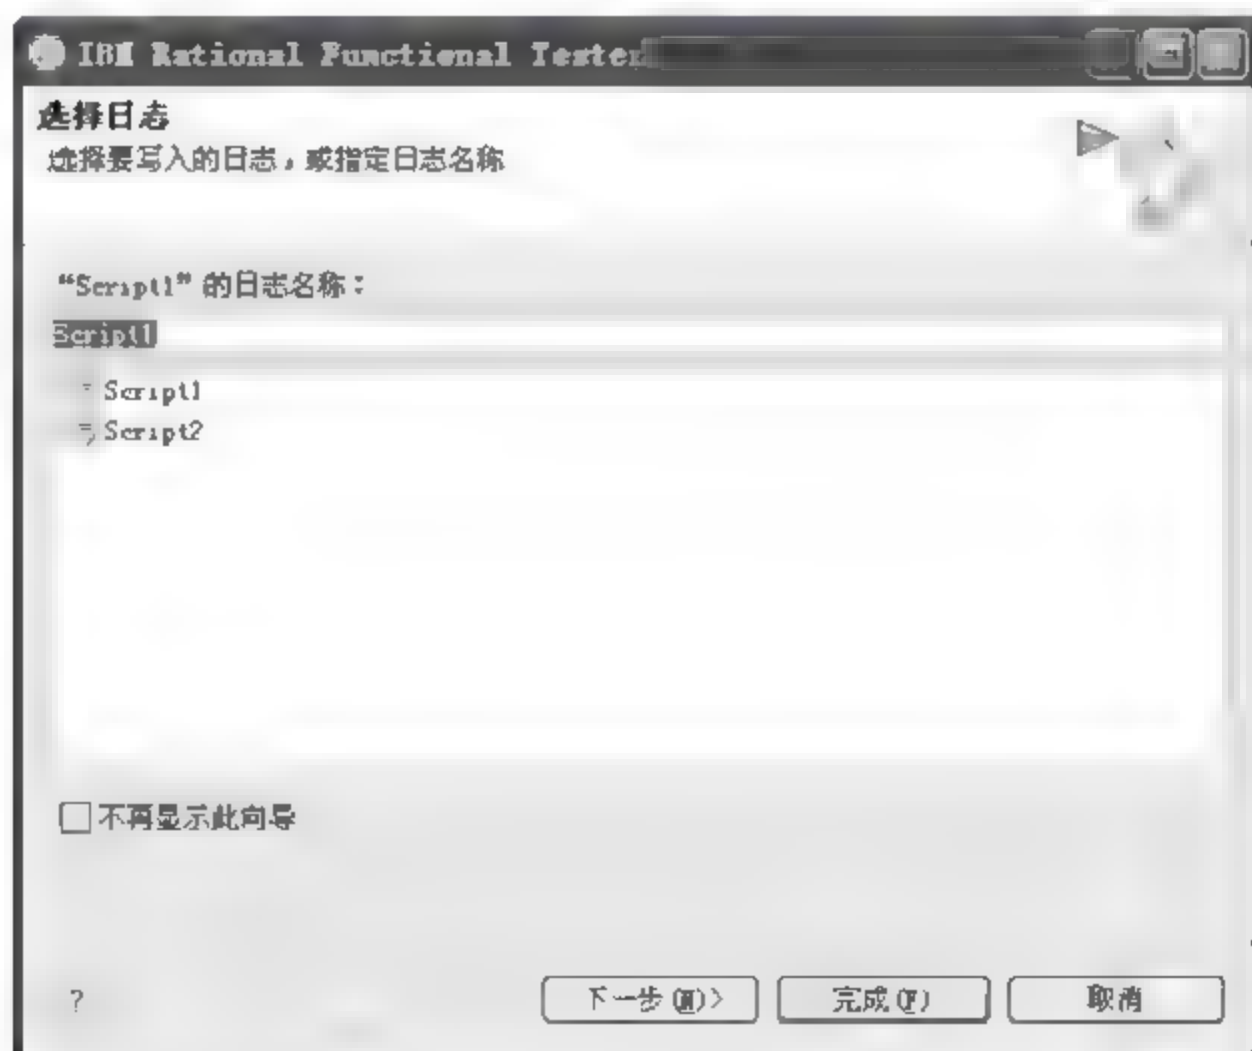 IBM Rational Functional Tester
选择日志
选择要写入的日志，或指定日志名称
“Script1” 的日志名称：
Script1
Script1
Script2
不再显示此向导
?
下一步(N)>
完成(F)
取消